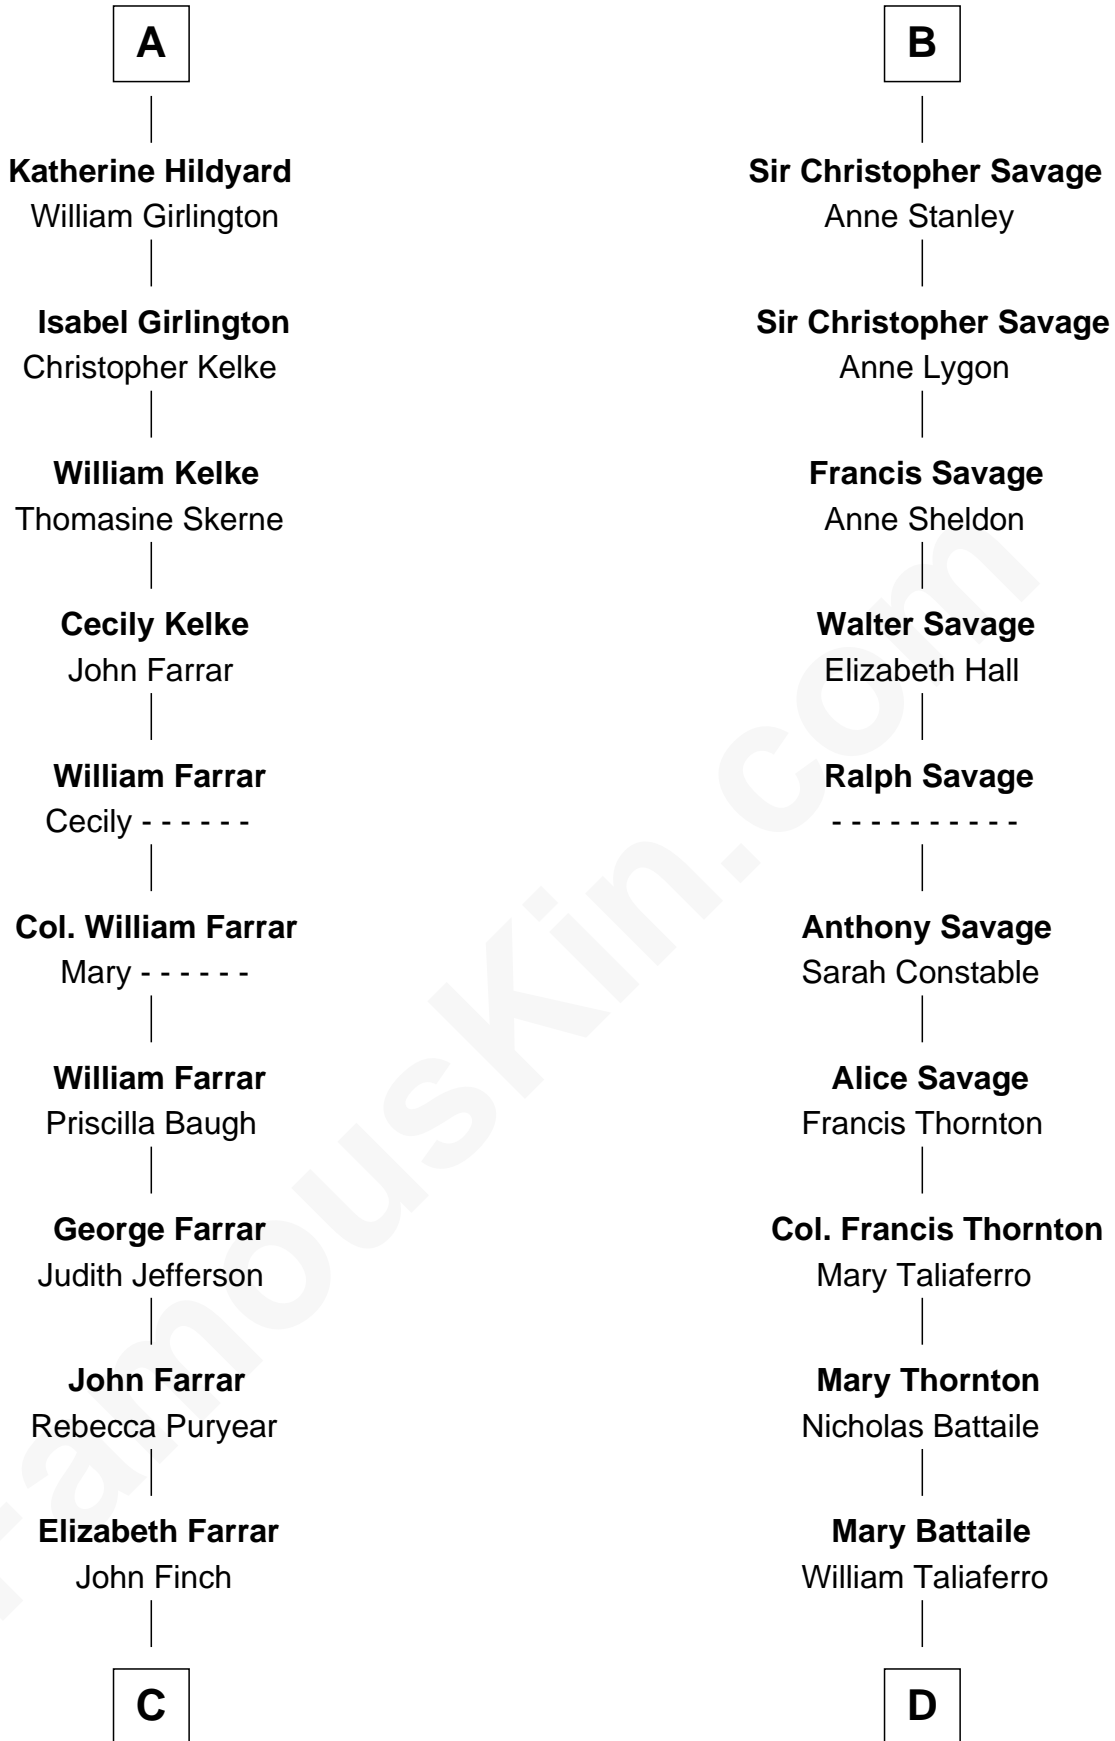 A
Katherine Hildyard
William Girlington
Isabel Girlington
Christopher Kelke
William Kelke
Thomasine Skerne
Cecily Kelke
John Farrar
William Farrar
Cecily - - - - - -
Col. William Farrar
Mary - - - - - -
William Farrar
Priscilla Baugh
George Farrar
Judith Jefferson
John Farrar
Rebecca Puryear
Elizabeth Farrar
John Finch
C
B
Sir Christopher Savage
Anne Stanley
Sir Christopher Savage
Anne Lygon
Francis Savage
Anne Sheldon
Walter Savage
Elizabeth Hall
Ralph Savage
- - - - - - - - - -
Anthony Savage
Sarah Constable
Alice Savage
Francis Thornton
Col. Francis Thornton
Mary Taliaferro
Mary Thornton
Nicholas Battaile
Mary Battaile
William Taliaferro
D
FamousKin.com